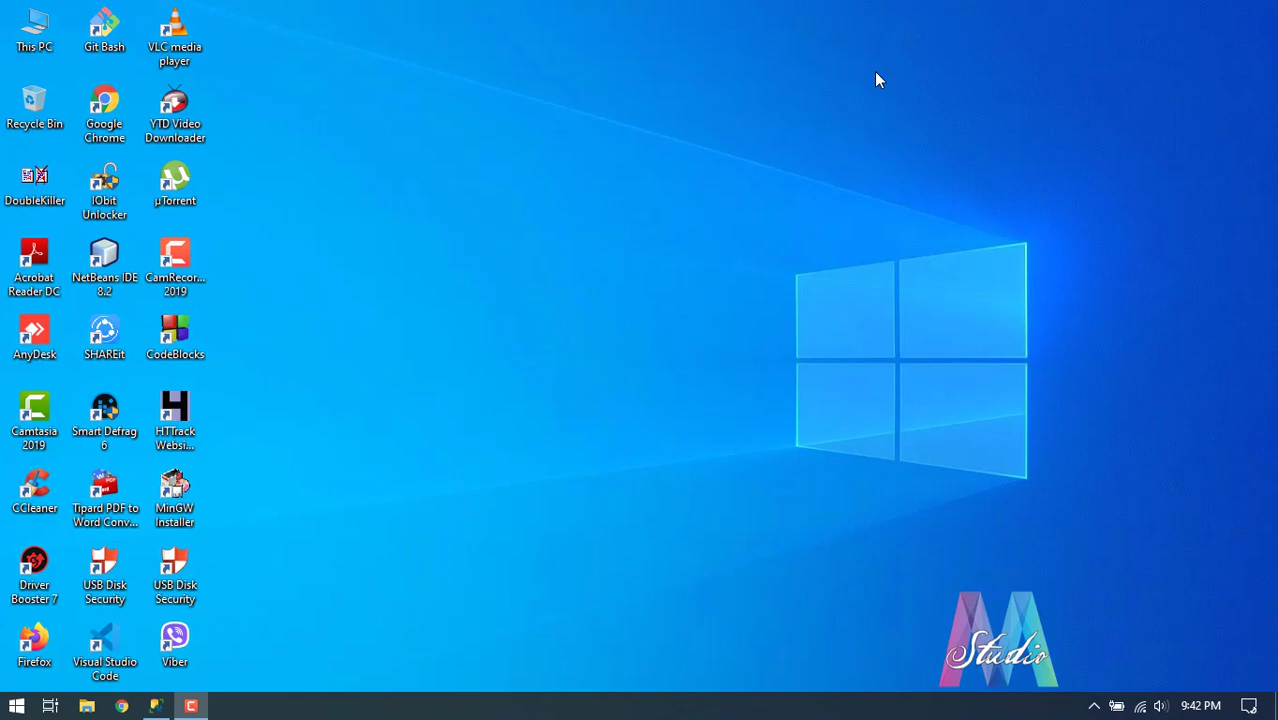 This PC
Git Bash
VLC media
player
Recycle Bin
Google
Chrome
YTD Video
Downloader
DoubleKiller
IObit
Unlocker
µTorrent
Acrobat
Reader DC
NetBeans IDE
8.2
CamRecor...
2019
AnyDesk
SHAREit
CodeBlocks
Camtasia
2019
Smart Defrag
6
HTTrack
Websi...
CCleaner
Tipard PDF to
Word Conv...
MinGW
Installer
Driver
Booster 7
USB Disk
Security
USB Disk
Security
Firefox
Visual Studio
Code
Viber
Studio
9:42 PM